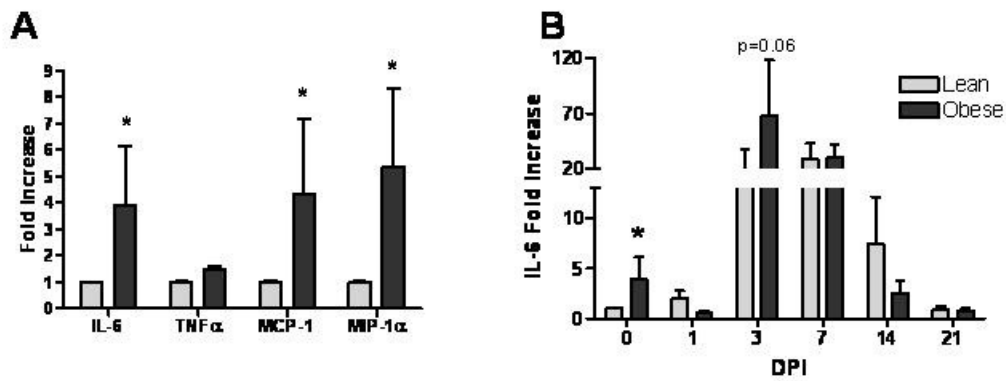 A
Fold Increase
9
8
7
6
5
4
3
2
1
0
*
*
*
IL-6 TNFα MCP-1 MIP-1α
B
IL-6 Fold Increase
120
70
20
10
5
0
p=0.06
*
Lean
Obese
0 1 3 7 14 21
DPI